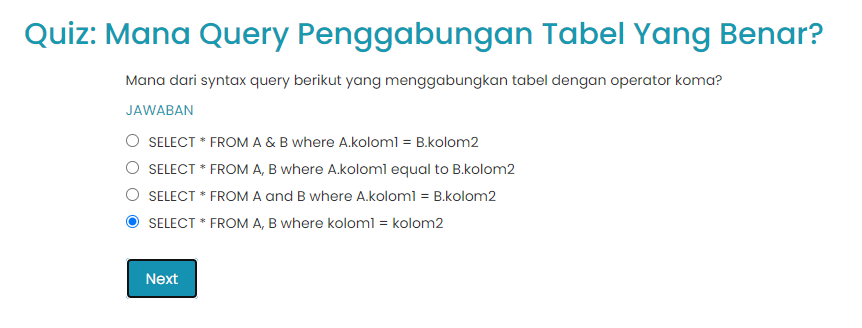 Quiz: Mana Query Penggabungan Tabel Yang Benar?
Mana dari syntax query berikut yang menggabungkan tabel dengan operator koma?
JAWABAN
SELECT * FROM A & B where A.kolom1 = B.kolom2
SELECT * FROM A, B where A.kolom1 equal to B.kolom2
SELECT * FROM A and B where A.kolom1 = B.kolom2
SELECT * FROM A, B where kolom1 = kolom2
Next